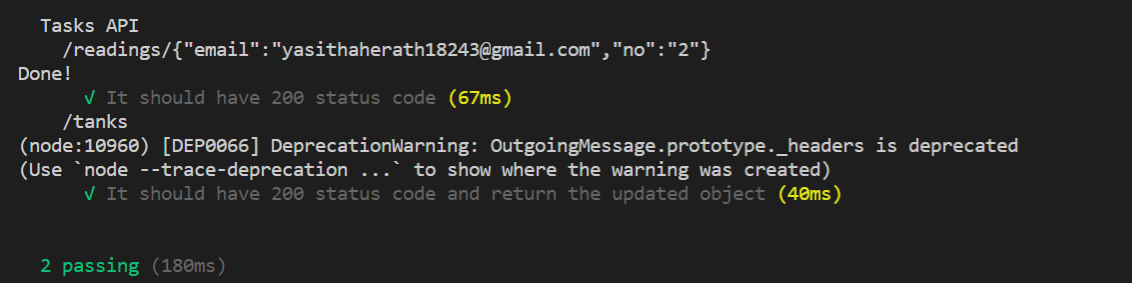 Tasks API
/readings/{"email":"yasithaherath18243@gmail.com","no":"2"}
Done!
√ It should have 200 status code (67ms)
/tanks
(node:10960) [DEP0066] DeprecationWarning: OutgoingMessage.prototype._headers is deprecated
(Use `node --trace-deprecation ...` to show where the warning was created)
√ It should have 200 status code and return the updated object (40ms)
2 passing (180ms)